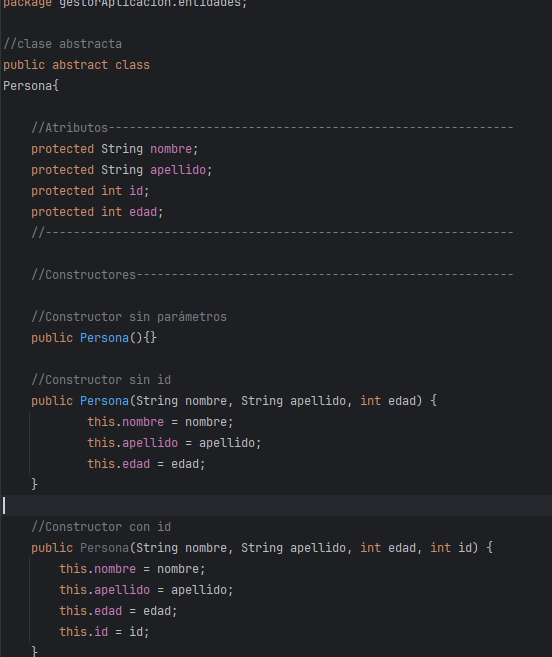 package gestorAplicacion.entidades;
//clase abstracta
public abstract class
Persona{
//Atributos----------------------------------------------------------
protected String nombre;
protected String apellido;
protected int id;
protected int edad;
//-------------------------------------------------------------------
//Constructores------------------------------------------------------
//Constructor sin parámetros
public Persona(){}
//Constructor sin id
public Persona(String nombre, String apellido, int edad) {
this.nombre = nombre;
this.apellido = apellido;
this.edad = edad;
}
//Constructor con id
public Persona(String nombre, String apellido, int edad, int id) {
this.nombre = nombre;
this.apellido = apellido;
this.edad = edad;
this.id = id;
}